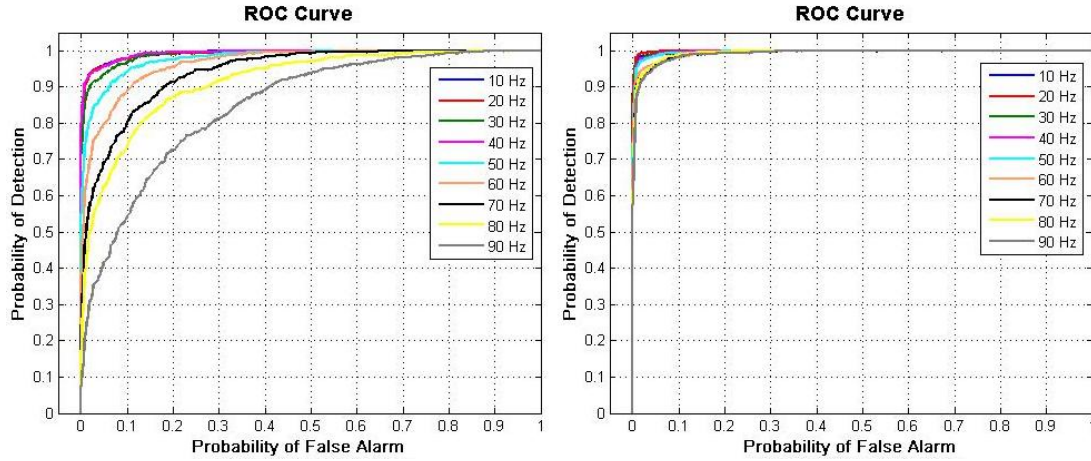 ROC Curve
1
0.9
0.8
0.7
0.6
0.5
0.4
0.3
0.2
0.1
0
Probability of Detection
10 Hz
20 Hz
30 Hz
40 Hz
50 Hz
60 Hz
70 Hz
80 Hz
90 Hz
0 0.1 0.2 0.3 0.4 0.5 0.6 0.7 0.8 0.9 1
Probability of False Alarm
ROC Curve
1
0.9
0.8
0.7
0.6
0.5
0.4
0.3
0.2
0.1
0
Probability of Detection
10 Hz
20 Hz
30 Hz
40 Hz
50 Hz
60 Hz
70 Hz
80 Hz
90 Hz
0 0.1 0.2 0.3 0.4 0.5 0.6 0.7 0.8 0.9 1
Probability of False Alarm